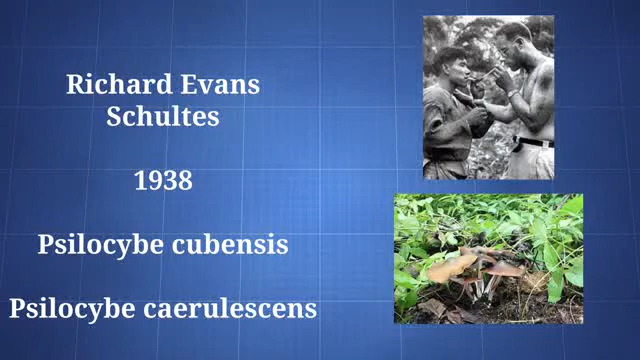 Richard Evans
Schultes
1938
Psilocybe cubensis
Psilocybe caerulescens